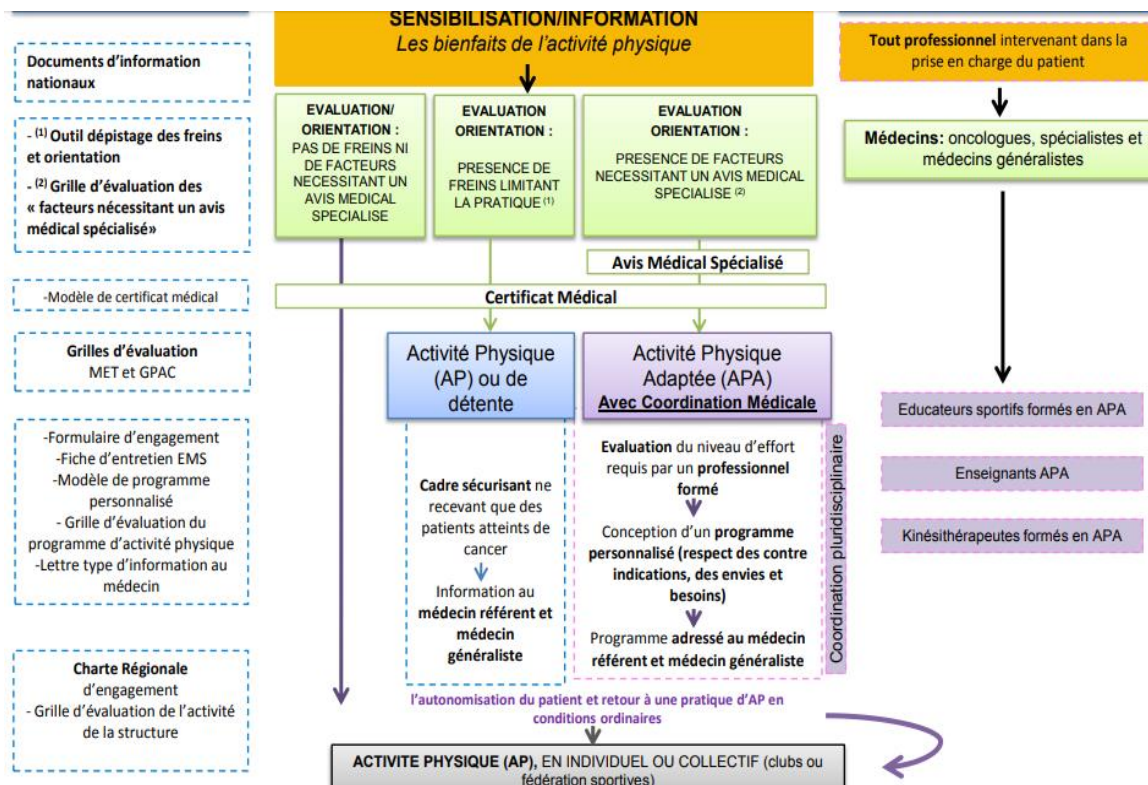 Documents d'information
nationaux
- (1) Outil dépistage des freins
et orientation
- (2) Grille d'évaluation des
« facteurs nécessitant un avis
médical spécialisé»
-Modèle de certificat médical
Grilles d'évaluation
MET et GPAC
-Formulaire d'engagement
-Fiche d'entretien EMS
-Modèle de programme
personnalisé
- Grille d'évaluation du
programme d'activité physique
-Lettre type d'information au
médecin
Charte Régionale
d'engagement
- Grille d'évaluation de l'activité
de la structure
SENSIBILISATION/INFORMATION
Les bienfaits de l'activité physique
EVALUATION/
ORIENTATION :
PAS DE FREINS NI
DE FACTEURS
NECESSITANT UN
AVIS MEDICAL
SPECIALISE
EVALUATION
ORIENTATION :
PRESENCE DE
FREINS LIMITANT
LA PRATIQUE (1)
EVALUATION
ORIENTATION :
PRESENCE DE FACTEURS
NECESSITANT UN AVIS MEDICAL
SPECIALISE (2)
Avis Médical Spécialisé
Certificat Médical
Activité Physique
(AP) ou de
détente
Activité Physique
Adaptée (APA)
Avec Coordination Médicale
Cadre sécurisant ne
recevant que des
patients atteints de
cancer
Information au
médecin référent et
médecin
généraliste
Evaluation du niveau d'effort
requis par un professionnel
formé
Conception d'un programme
personnalisé (respect des contre
indications, des envies et
besoins)
Programme adressé au médecin
référent et médecin généraliste
Coordination pluridisciplinaire
l'autonomisation du patient et retour à une pratique d'AP en
conditions ordinaires
ACTIVITE PHYSIQUE (AP), EN INDIVIDUEL OU COLLECTIF (clubs ou
fédération sportives)
Tout professionnel intervenant dans la
prise en charge du patient
Médecins: oncologues, spécialistes et
médecins généralistes
Educateurs sportifs formés en APA
Enseignants APA
Kinésithérapeutes formés en APA